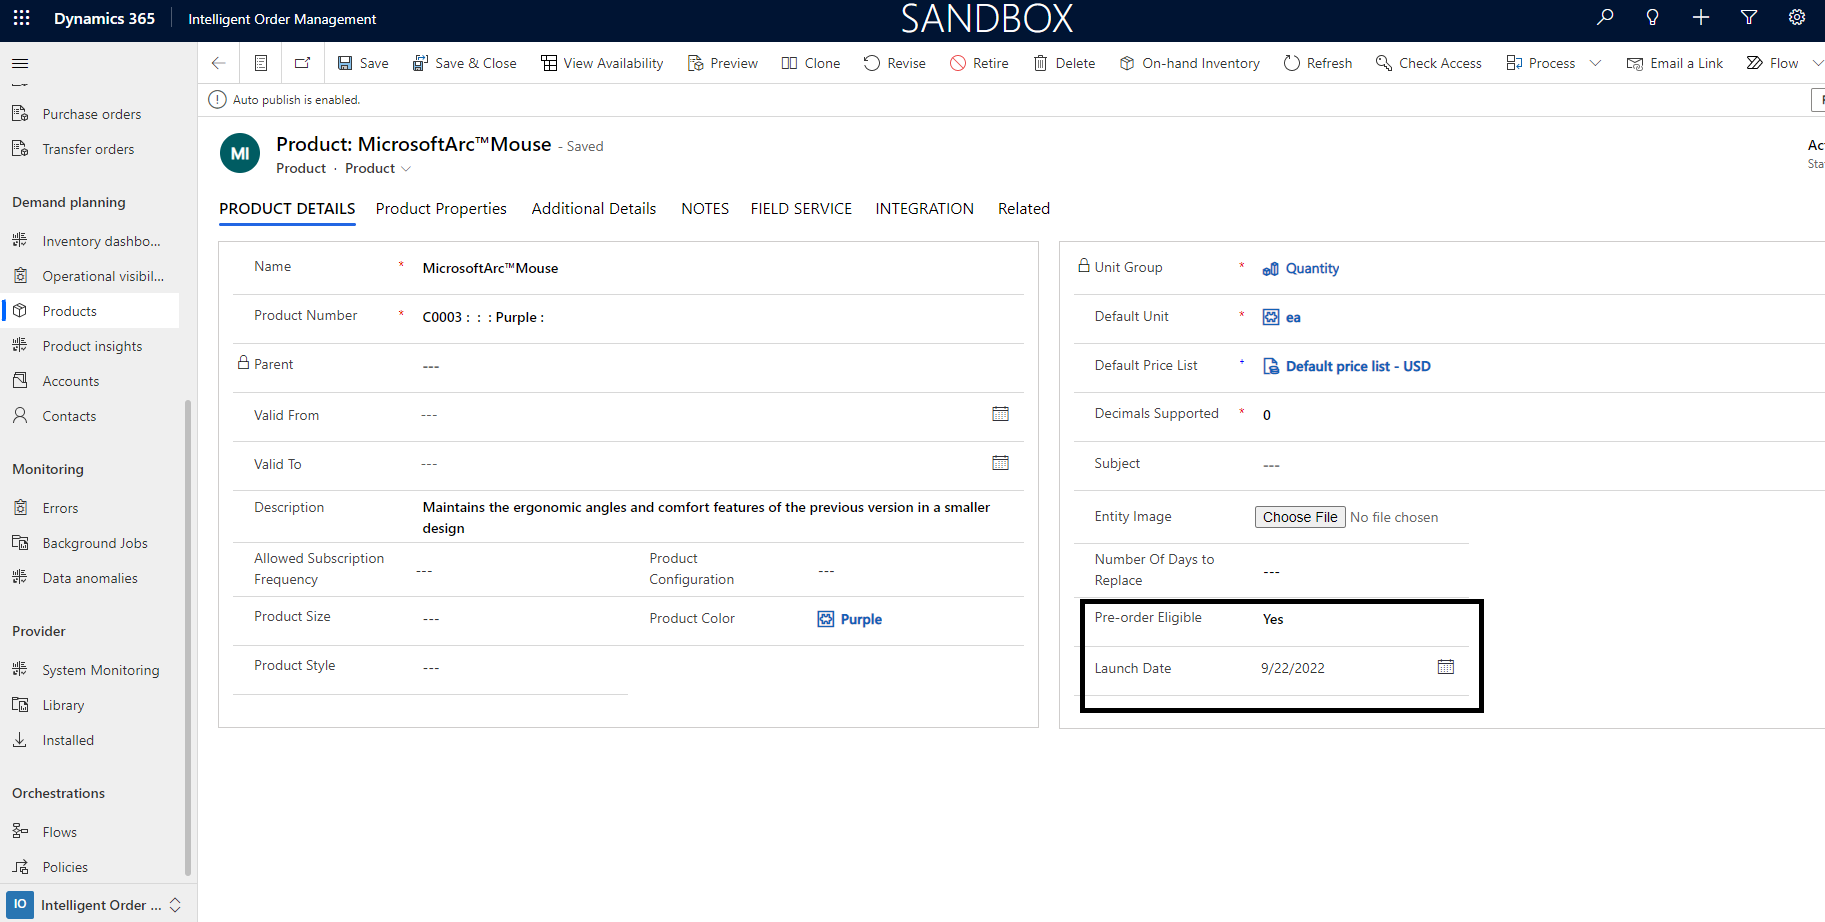 Dynamics 365
Intelligent Order Management
SANDBOX
Save
Save & Close
View Availability
Preview
Clone
Revise
Retire
Delete
On-hand Inventory
Refresh
Check Access
Process
Email a Link
Flow
Auto publish is enabled.
Purchase orders
Transfer orders
Demand planning
Inventory dashbo...
Operational visibil...
Products
Product insights
Accounts
Contacts
Monitoring
Errors
Background Jobs
Data anomalies
Provider
System Monitoring
Library
Installed
Orchestrations
Flows
Policies
IO
Intelligent Order ...
MI
Product: MicrosoftArc™Mouse - Saved
Product · Product
PRODUCT DETAILS
Product Properties
Additional Details
NOTES
FIELD SERVICE
INTEGRATION
Related
Name * MicrosoftArc™Mouse
Product Number * C0003 : : : Purple :
Parent ---
Valid From ---
Valid To ---
Description Maintains the ergonomic angles and comfort features of the previous version in a smaller
design
Allowed Subscription
Frequency ---
Product
Configuration ---
Product Size ---
Product Color Purple
Product Style ---
Unit Group * Quantity
Default Unit * ea
Default Price List + Default price list - USD
Decimals Supported * 0
Subject ---
Entity Image Choose File No file chosen
Number Of Days to
Replace ---
Pre-order Eligible Yes
Launch Date 9/22/2022